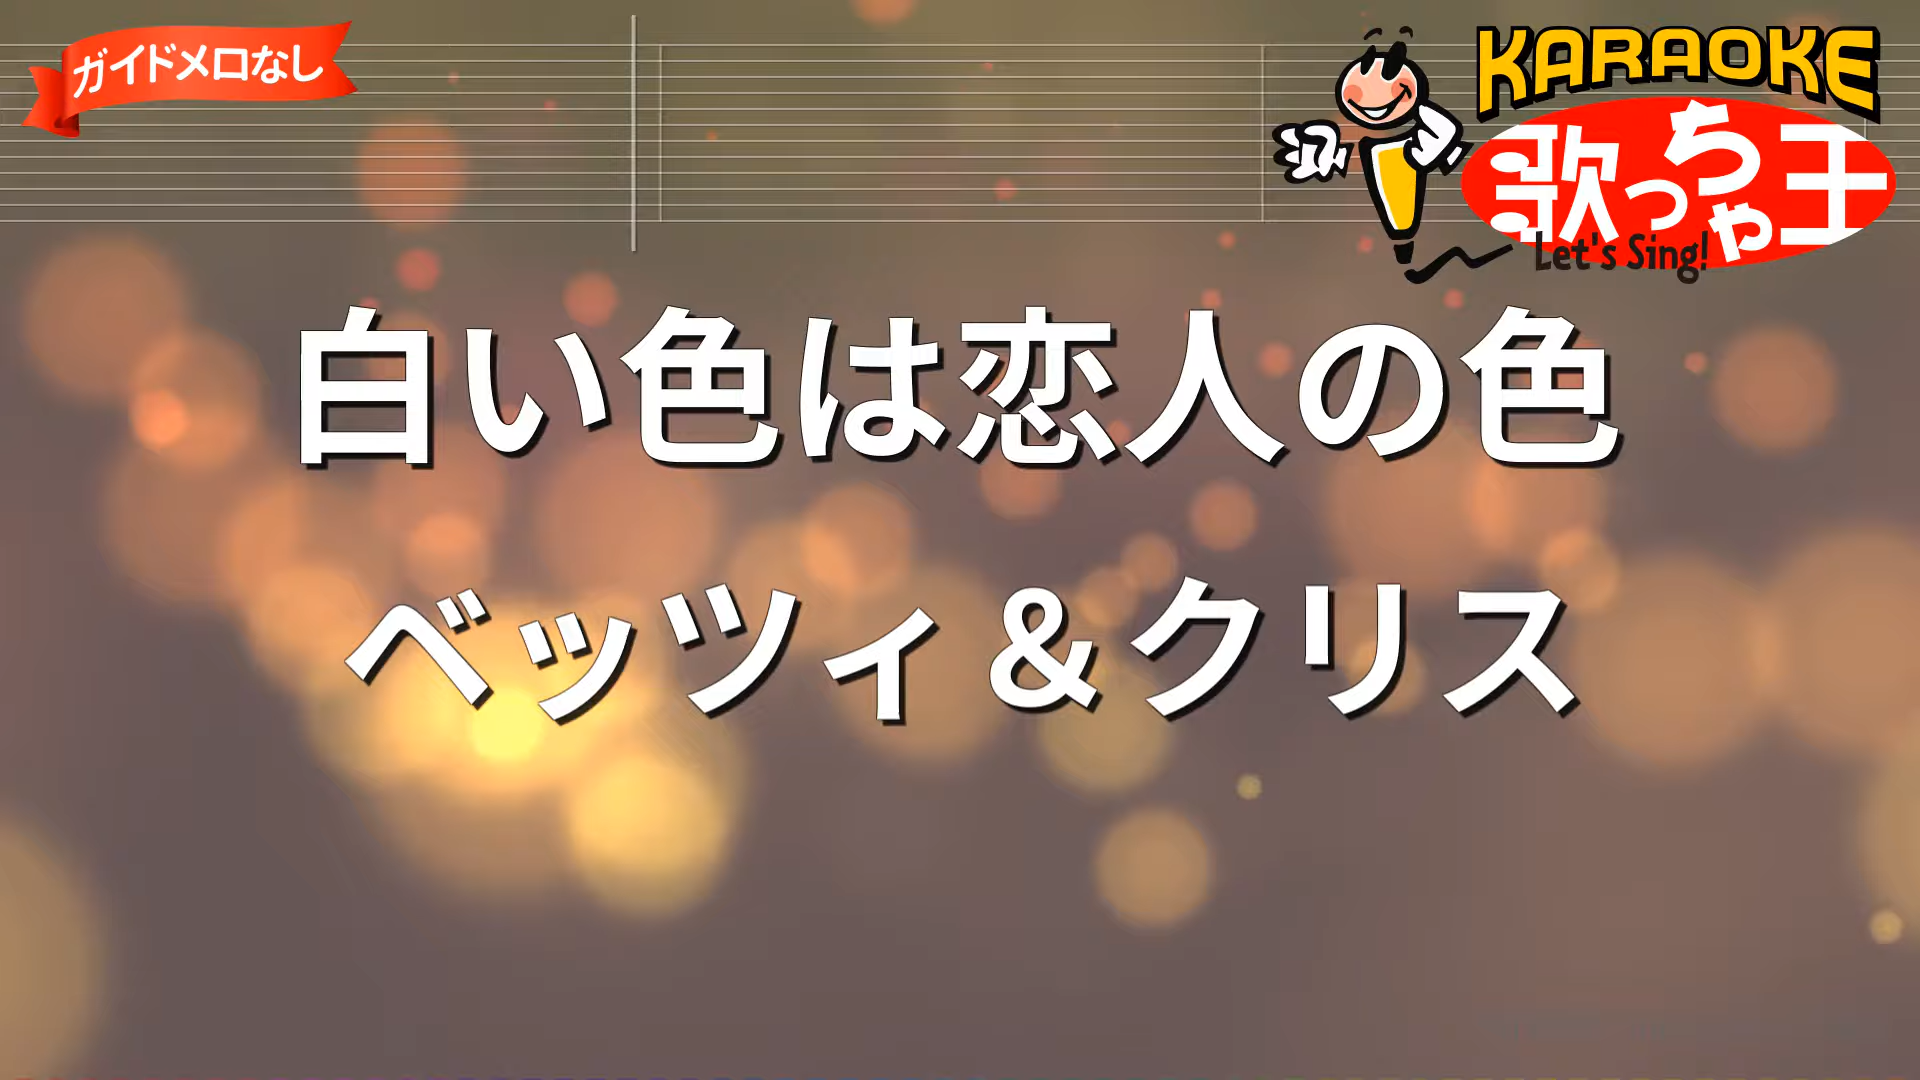 ガイドメロなし
KARAOKE
歌っちゃ王
Let's Sing!
白い色は恋人の色
ベッツィ&クリス